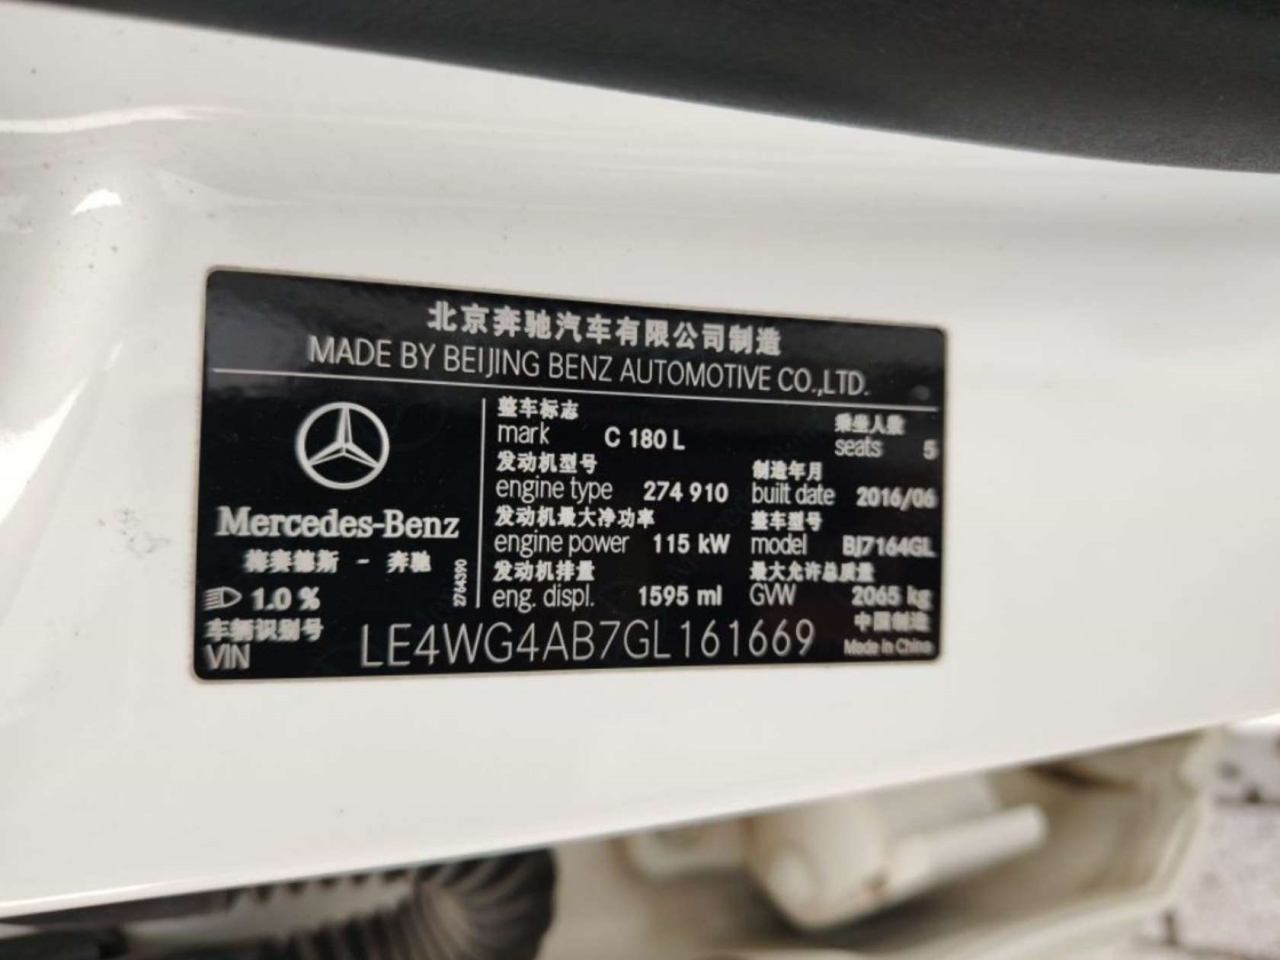 北京奔驰汽车有限公司制造
MADE BY BEIJING BENZ AUTOMOTIVE CO.,LTD.
整车标志
mark C 180 L
乘坐人数
seats 5
发动机型号
engine type 274 910
制造年月
built date 2016/06
发动机最大净功率
engine power 115 kW
整车型号
model BJ7164GL
发动机排量
eng. displ. 1595 ml
最大允许总质量
GVW 2065 kg
Mercedes-Benz
梅赛德斯 - 奔驰
2764390
1.0 %
车辆识别号
VIN LE4WG4AB7GL161669
中国制造
Made in China